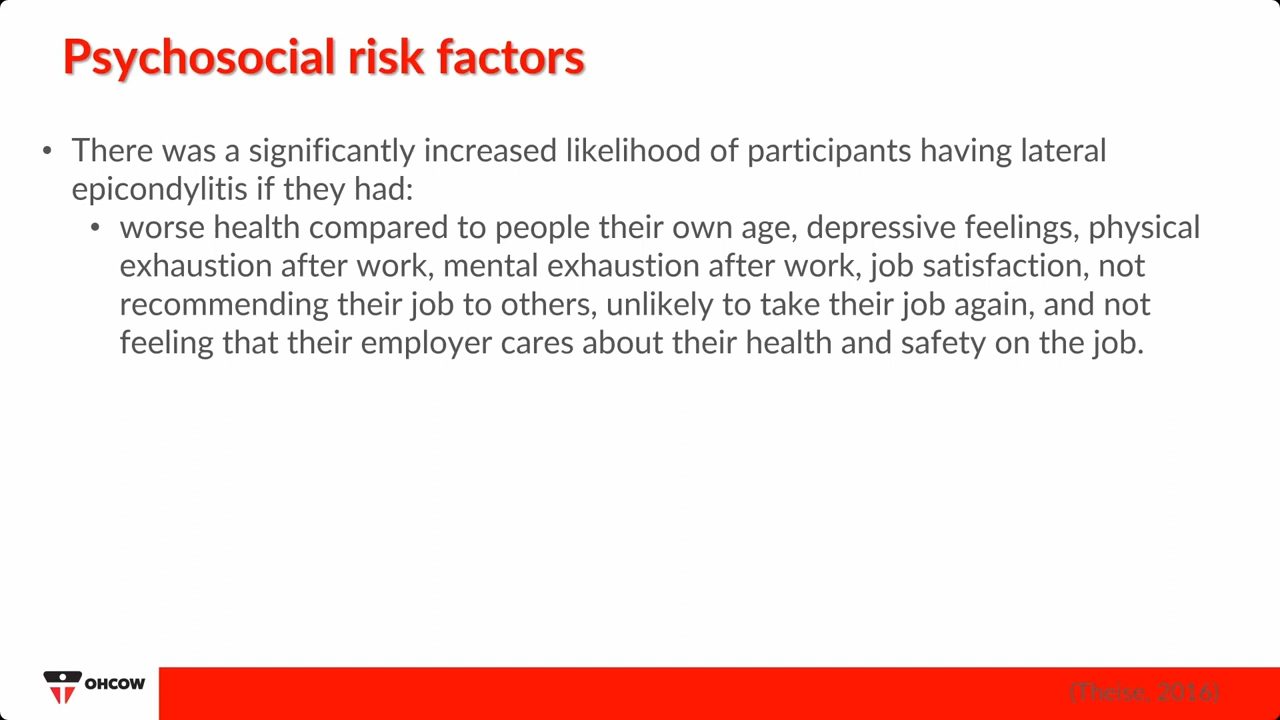 Psychosocial risk factors
• There was a significantly increased likelihood of participants having lateral
epicondylitis if they had:
• worse health compared to people their own age, depressive feelings, physical
exhaustion after work, mental exhaustion after work, job satisfaction, not
recommending their job to others, unlikely to take their job again, and not
feeling that their employer cares about their health and safety on the job.
OHCOW
(Theise, 2016)